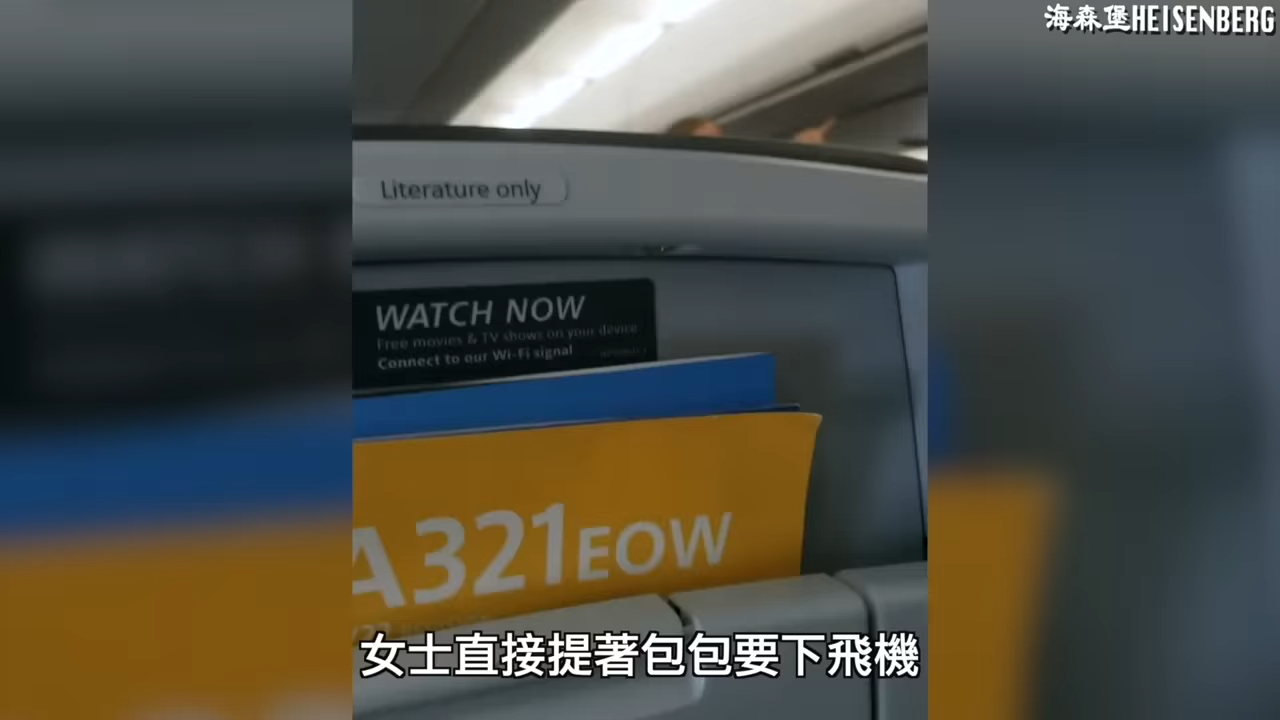 海森堡HEISENBERG
Literature only
WATCH NOW
Free movies & TV shows on your device
Connect to our Wi-Fi signal
A321EOW
女士直接提著包包要下飛機